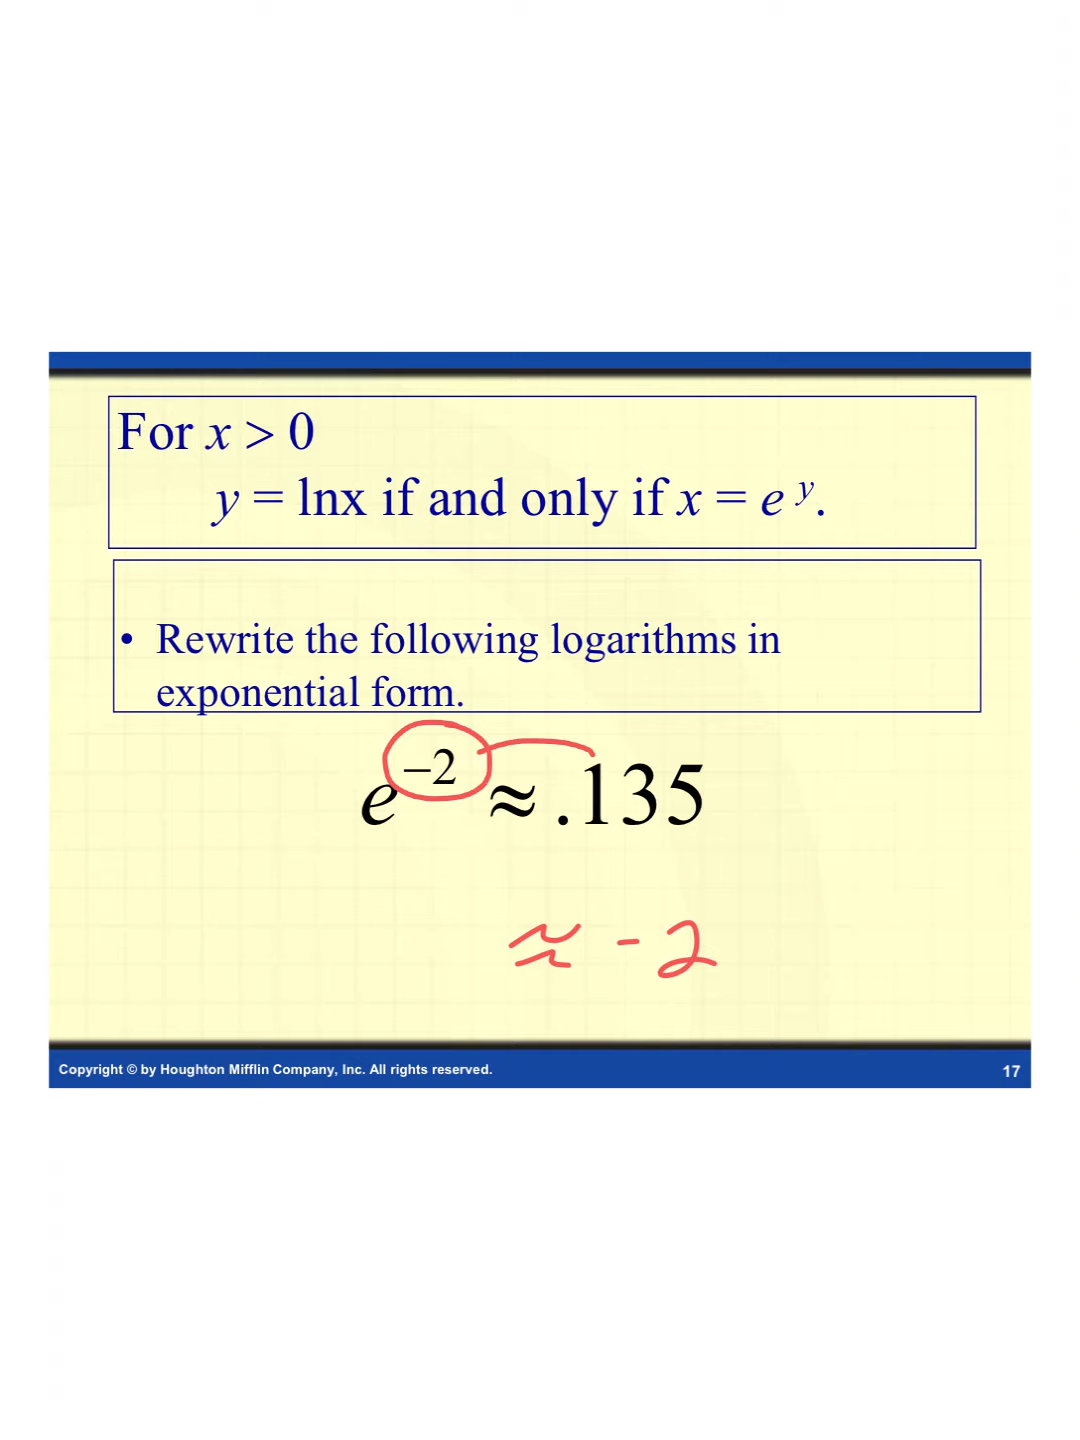 For x > 0
y = lnx if and only if x = e ʸ.
• Rewrite the following logarithms in
exponential form.
e⁻² ≈ .135
≈ -2
Copyright © by Houghton Mifflin Company, Inc. All rights reserved.
17